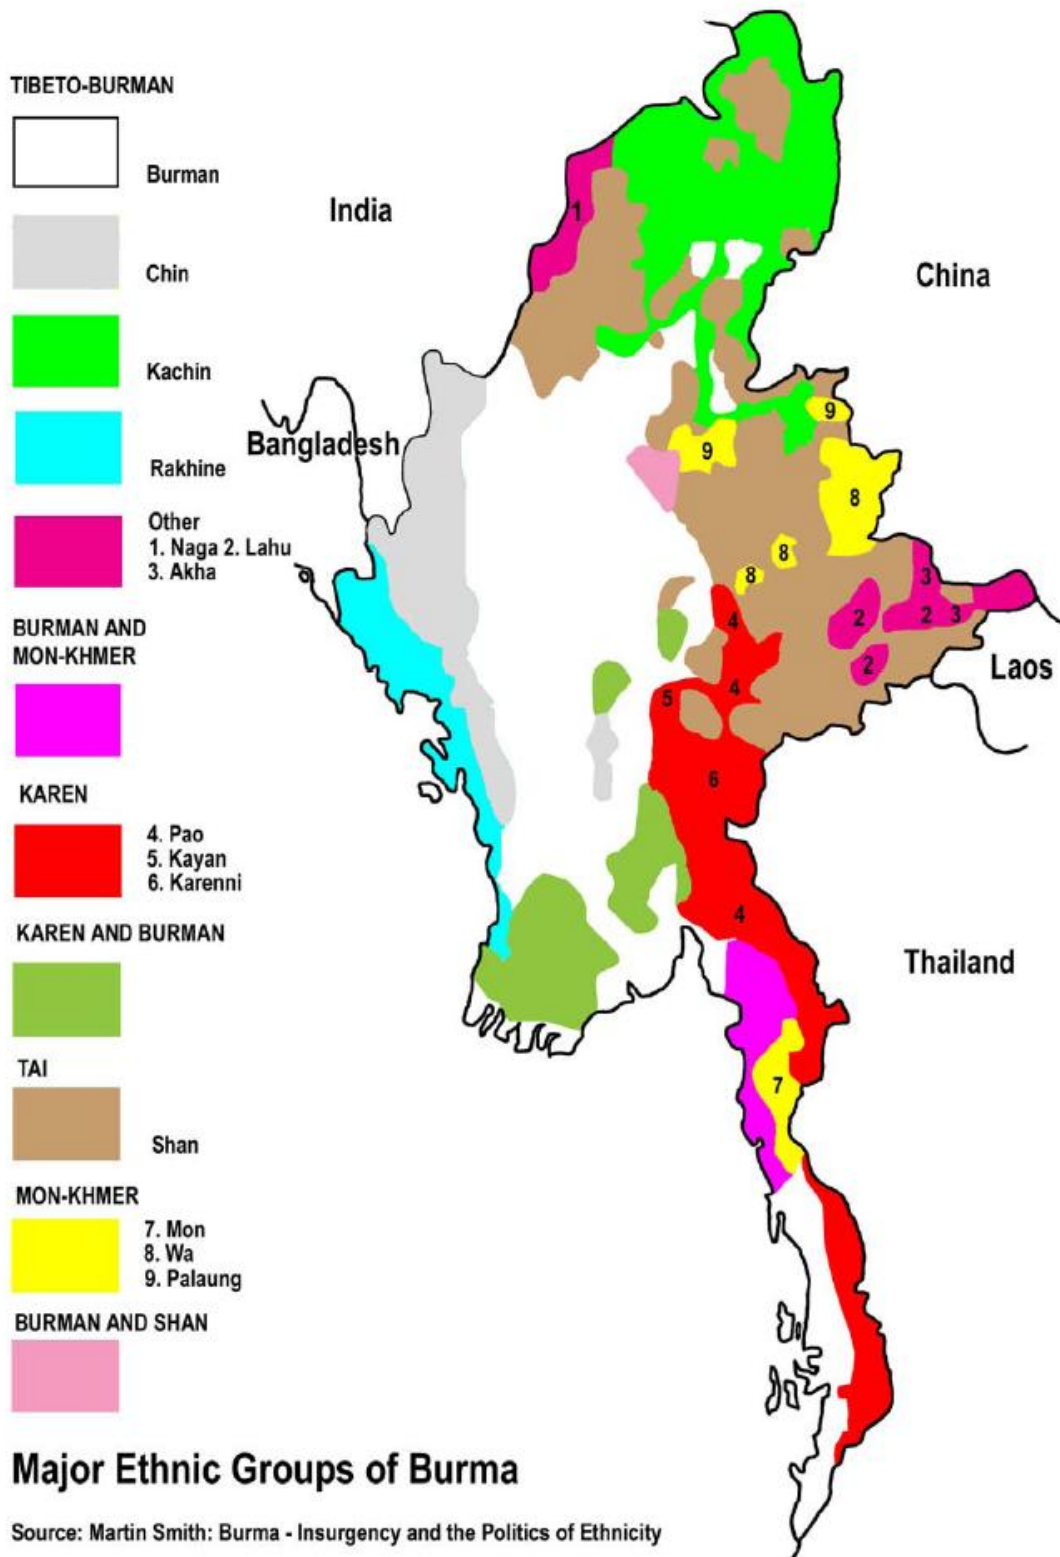 TIBETO-BURMAN
Burman
Chin
Kachin
Rakhine
Other
1. Naga 2. Lahu
3. Akha
BURMAN AND
MON-KHMER
KAREN
4. Pao
5. Kayan
6. Karenni
KAREN AND BURMAN
TAI
Shan
MON-KHMER
7. Mon
8. Wa
9. Palaung
BURMAN AND SHAN
India
China
Bangladesh
Laos
Thailand
1
9
9
8
8
8
3
2
2
3
2
4
4
5
6
4
7
Major Ethnic Groups of Burma
Source: Martin Smith: Burma - Insurgency and the Politics of Ethnicity